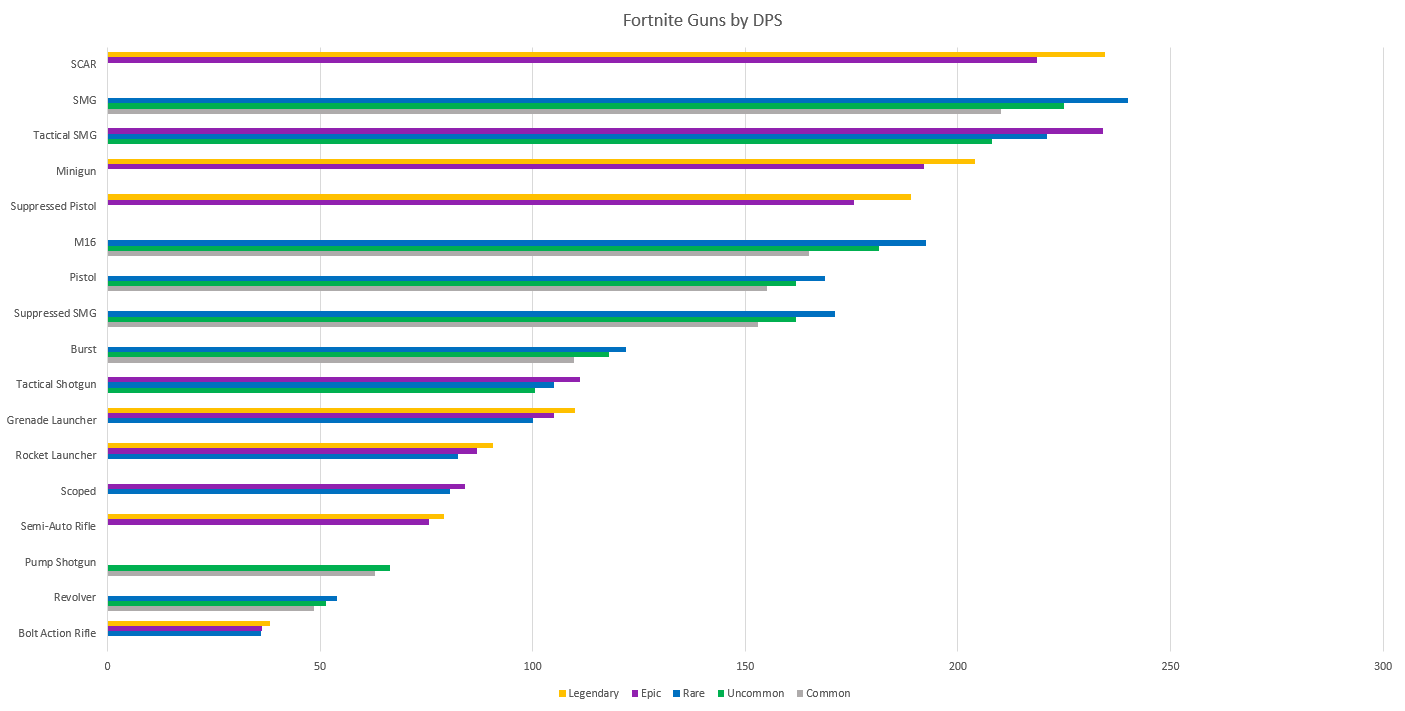 Fortnite Guns by DPS
SCAR
SMG
Tactical SMG
Minigun
Suppressed Pistol
M16
Pistol
Suppressed SMG
Burst
Tactical Shotgun
Grenade Launcher
Rocket Launcher
Scoped
Semi-Auto Rifle
Pump Shotgun
Revolver
Bolt Action Rifle
0 50 100 150 200 250 300
Legendary Epic Rare Uncommon Common